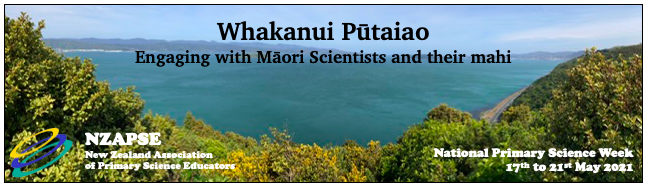 Whakanui Pūtaiao
Engaging with Māori Scientists and their mahi
NZAPSE
New Zealand Association
of Primary Science Educators
National Primary Science Week
17th to 21st May 2021